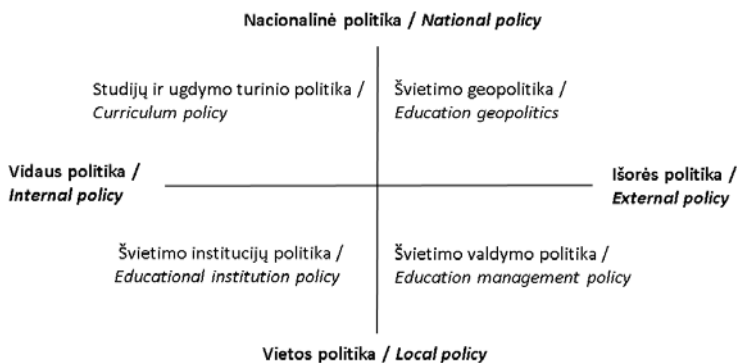 Nacionalinė politika / National policy
Studijų ir ugdymo turinio politika /
Curriculum policy
Švietimo geopolitika /
Education geopolitics
Vidaus politika /
Internal policy
Išorės politika /
External policy
Švietimo institucijų politika /
Educational institution policy
Švietimo valdymo politika /
Education management policy
Vietos politika / Local policy